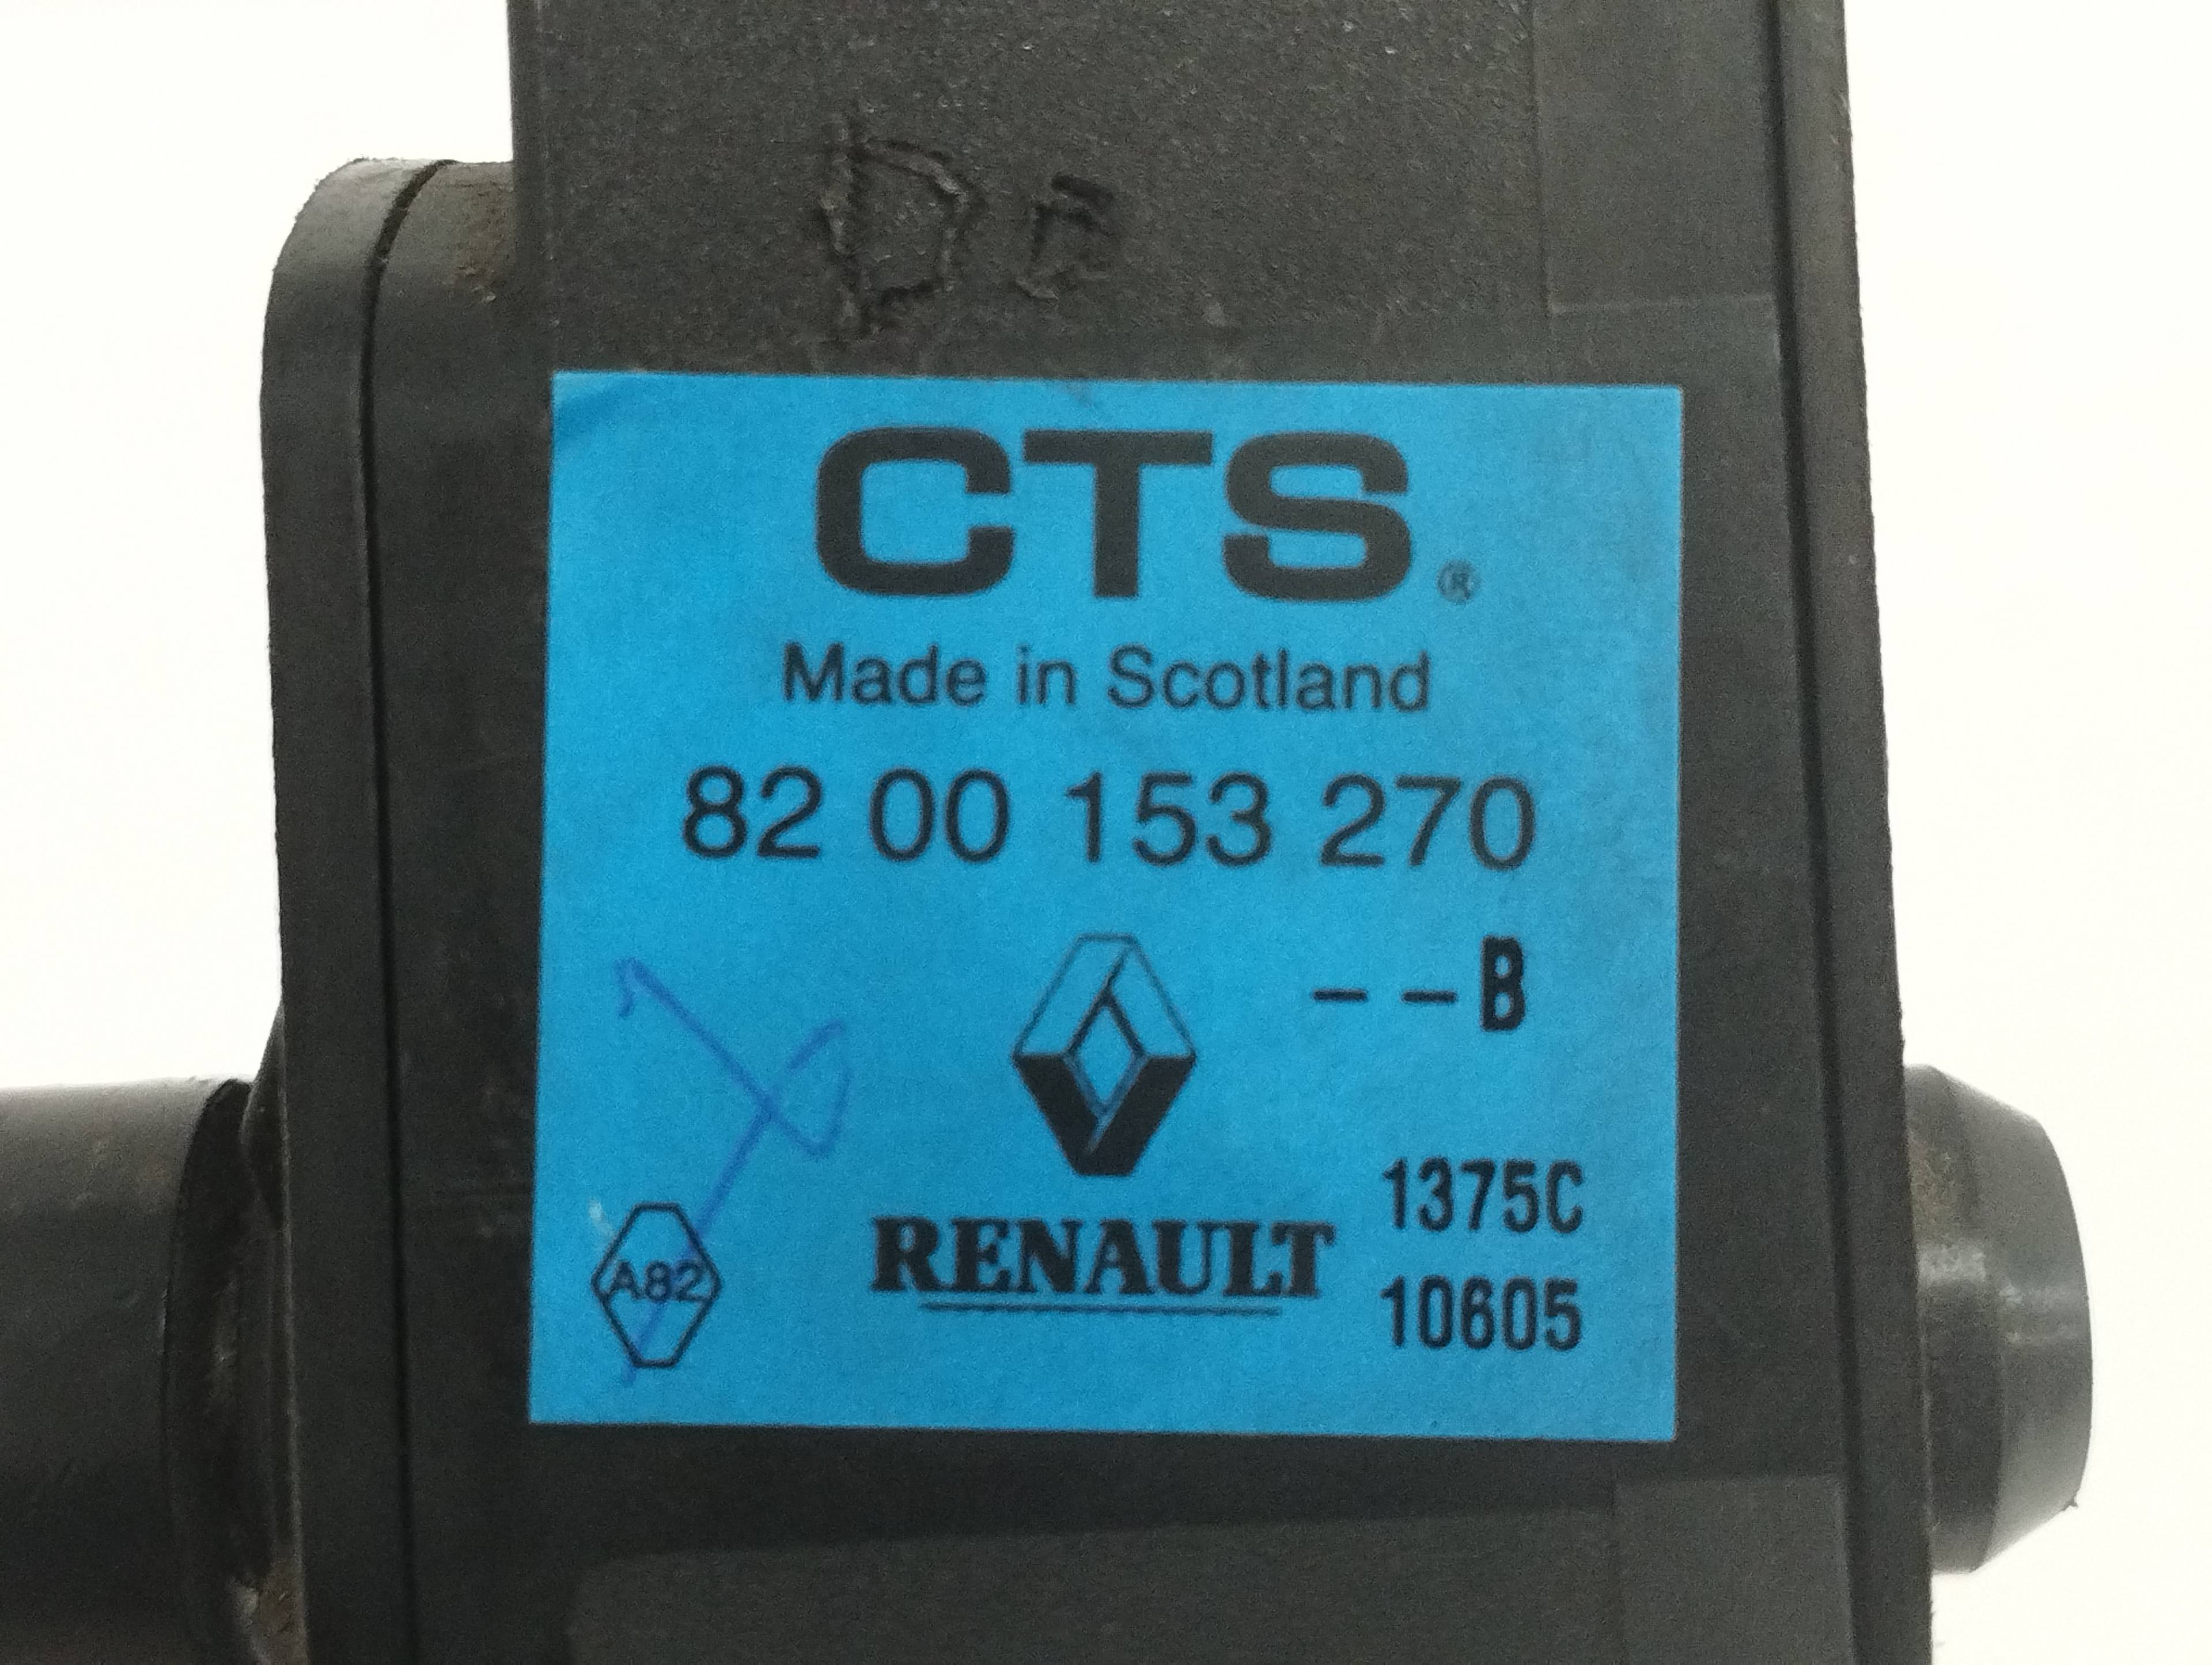 CTS®
Made in Scotland
82 00 153 270
--B
1375C
A82
RENAULT
10605